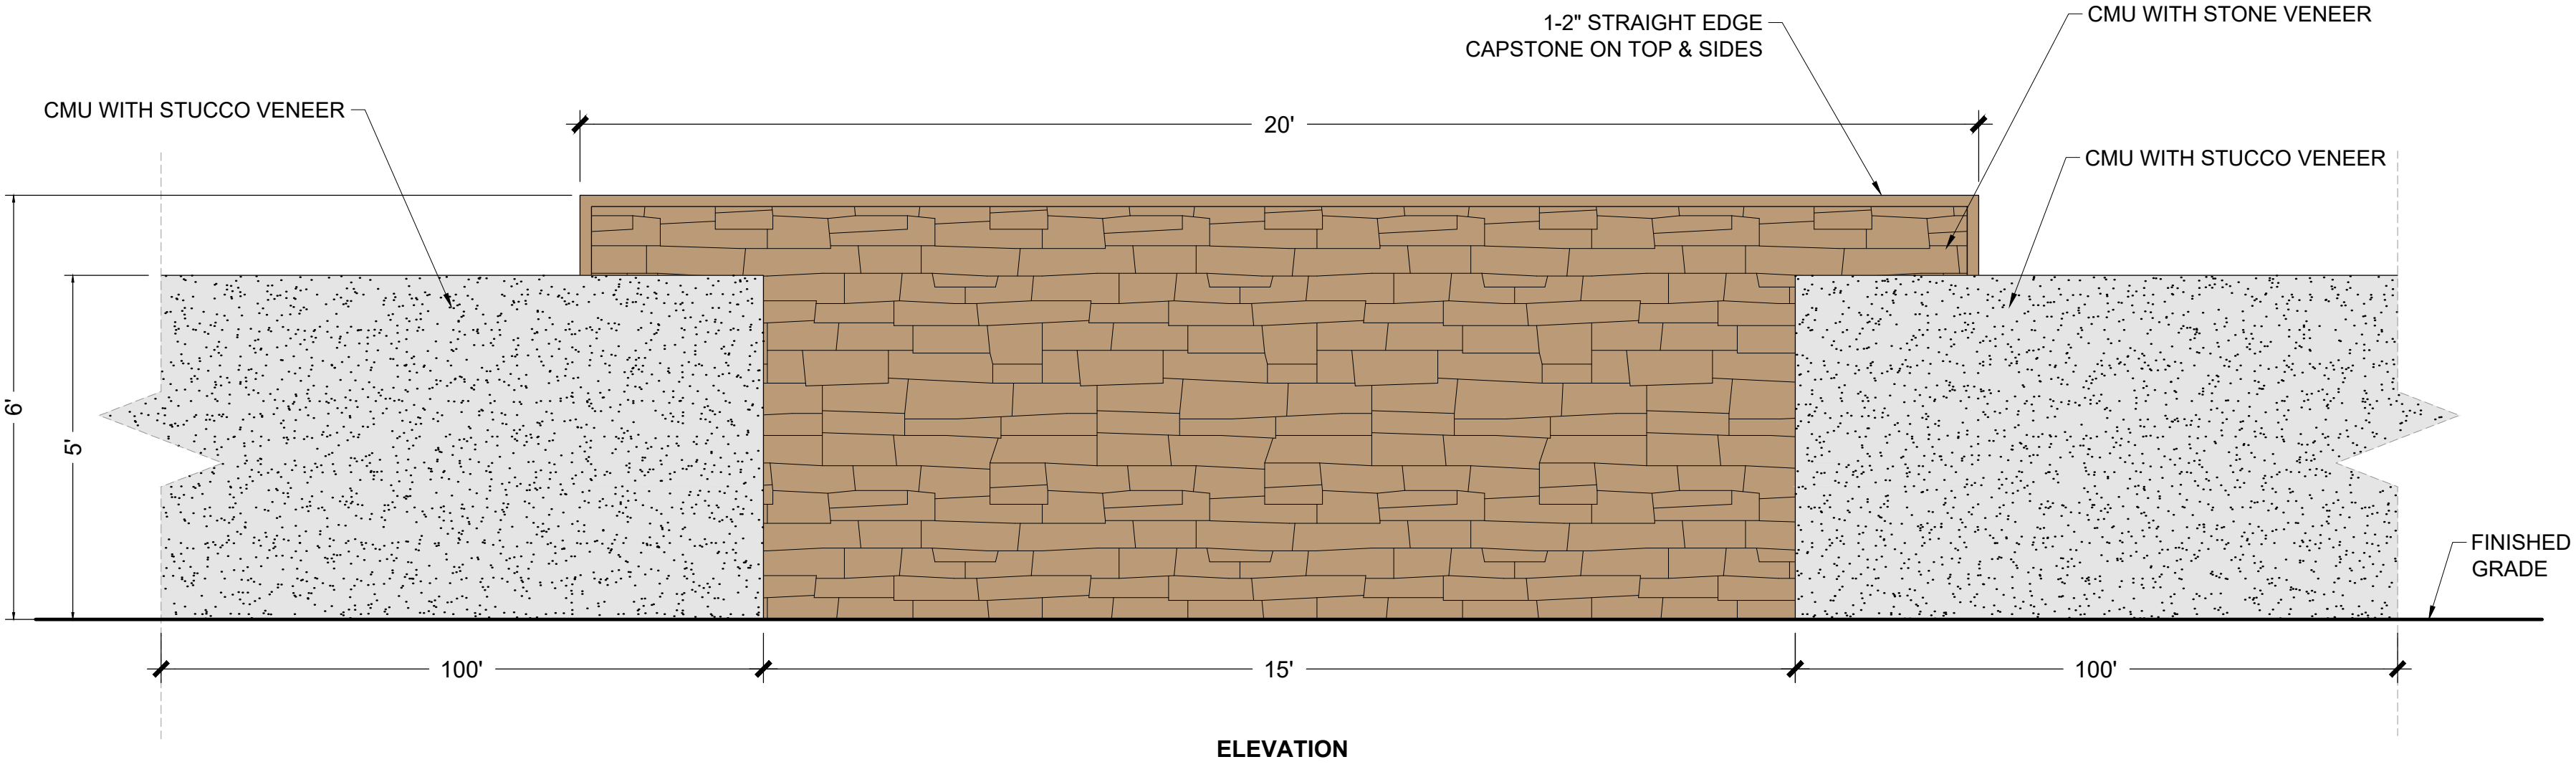 CMU WITH STONE VENEER
1-2" STRAIGHT EDGE
CAPSTONE ON TOP & SIDES
CMU WITH STUCCO VENEER
20'
CMU WITH STUCCO VENEER
6'
5'
FINISHED
GRADE
100'
15'
100'
ELEVATION